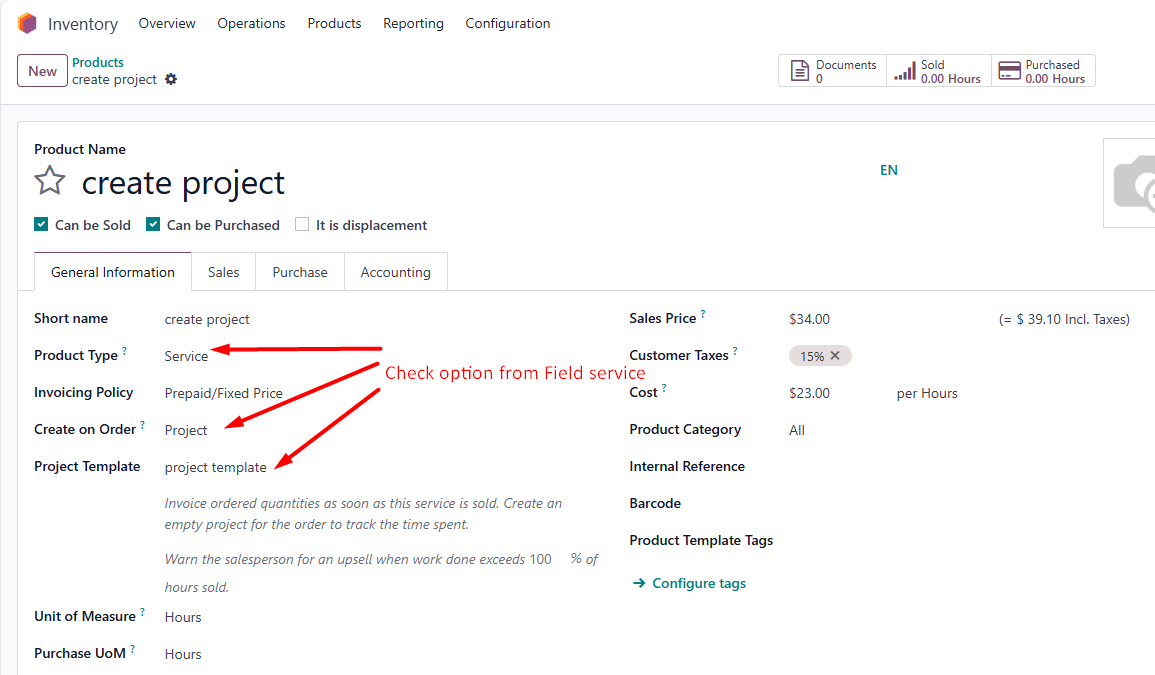 Inventory Overview Operations Products Reporting Configuration
New
Products
create project
Documents
0
Sold
0.00 Hours
Purchased
0.00 Hours
Product Name
create project
EN
Can be Sold Can be Purchased It is displacement
General Information Sales Purchase Accounting
Short name create project
Sales Price ? $34.00 (= $ 39.10 Incl. Taxes)
Product Type ? Service
Customer Taxes ? 15% ✕
Check option from Field service
Invoicing Policy Prepaid/Fixed Price
Cost ? $23.00 per Hours
Create on Order ? Project
Product Category All
Project Template project template
Internal Reference
Invoice ordered quantities as soon as this service is sold. Create an
empty project for the order to track the time spent.
Barcode
Product Template Tags
Warn the salesperson for an upsell when work done exceeds 100 % of
hours sold.
→ Configure tags
Unit of Measure ? Hours
Purchase UoM ? Hours